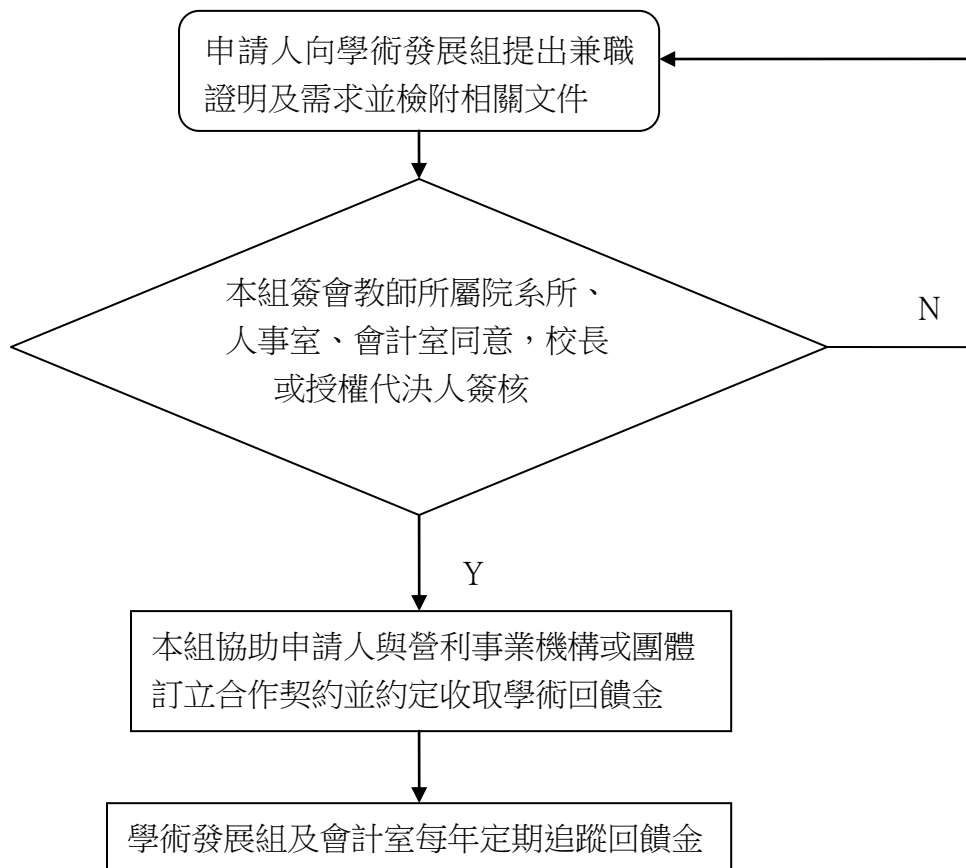 申請人向學術發展組提出兼職
證明及需求並檢附相關文件
本組簽會教師所屬院系所、
人事室、會計室同意，校長
或授權代決人簽核
N
Y
本組協助申請人與營利事業機構或團體
訂立合作契約並約定收取學術回饋金
學術發展組及會計室每年定期追蹤回饋金